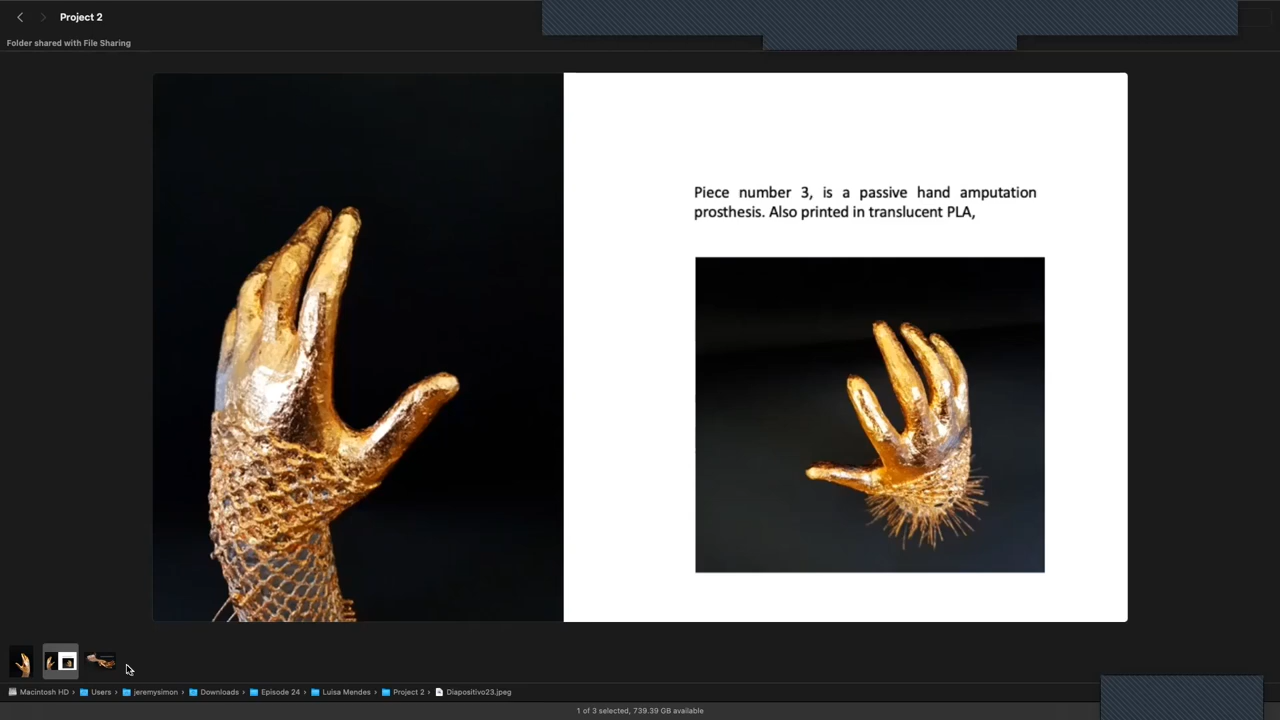 Project 2
Folder shared with File Sharing
Piece number 3, is a passive hand amputation
prosthesis. Also printed in translucent PLA,
Macintosh HD › Users › jeremysimon › Downloads › Episode 24 › Luisa Mendes › Project 2 › Diapositivo23.jpeg
1 of 3 selected, 739.39 GB available